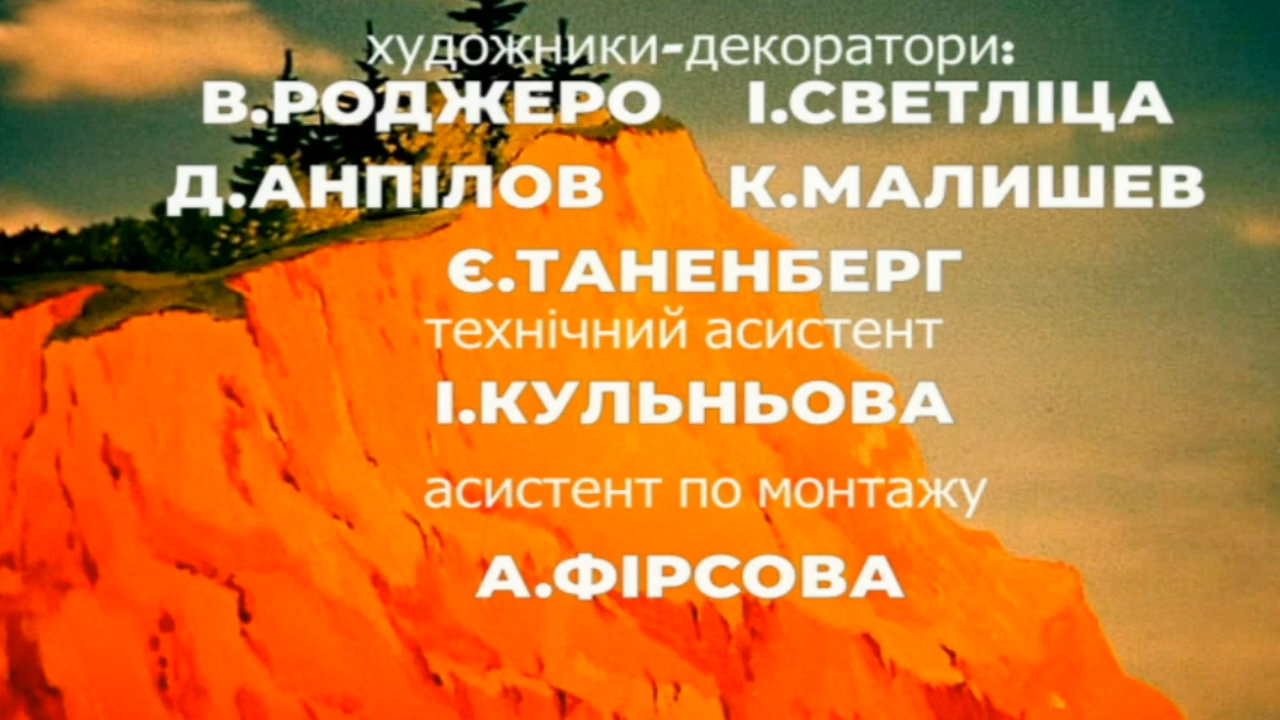 художники-декоратори:
В.РОДЖЕРО І.СВЕТЛІЦА
Д.АНПІЛОВ К.МАЛИШЕВ
Є.ТАНЕНБЕРГ
технічний асистент
І.КУЛЬНЬОВА
асистент по монтажу
А.ФІРСОВА